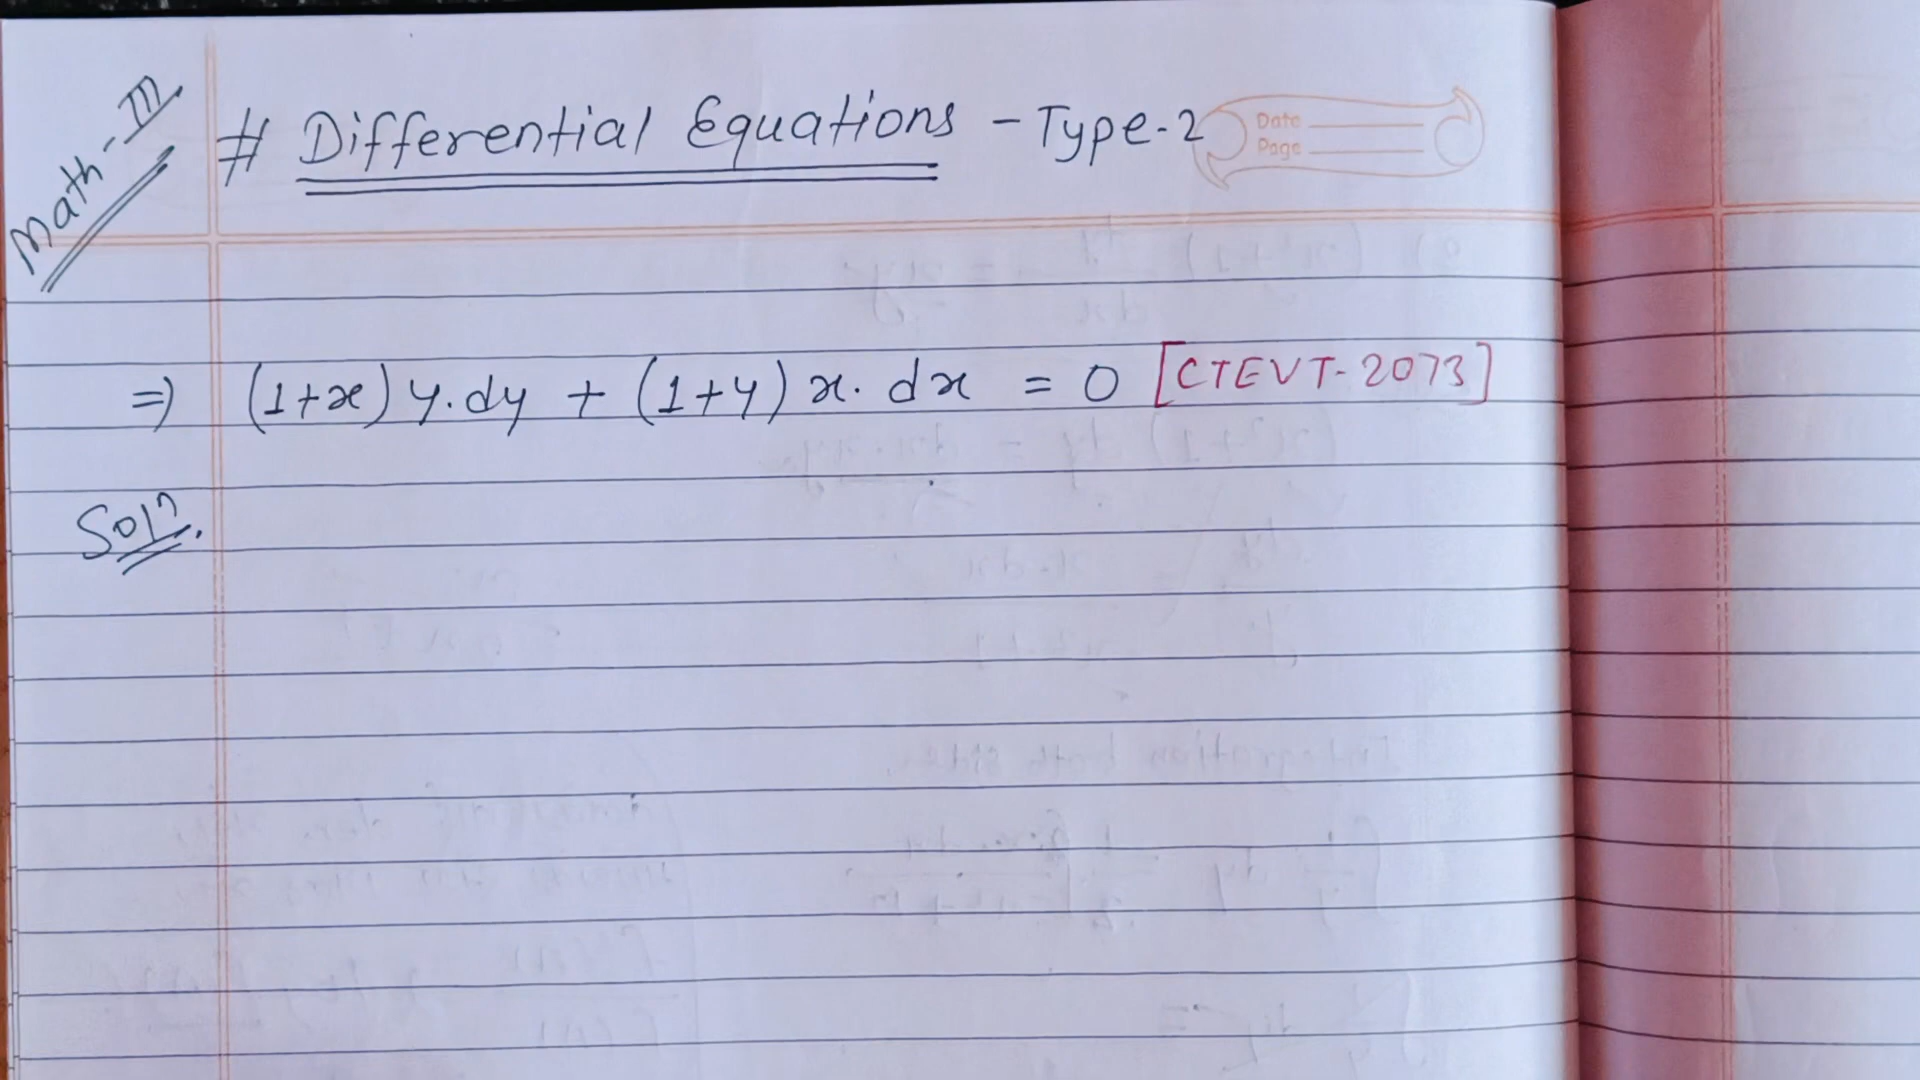 Math-III
# Differential Equations - Type-2
Date
Page
=) (1+x) y.dy + (1+y) x. dx = 0 [CTEVT-2073]
Soln.